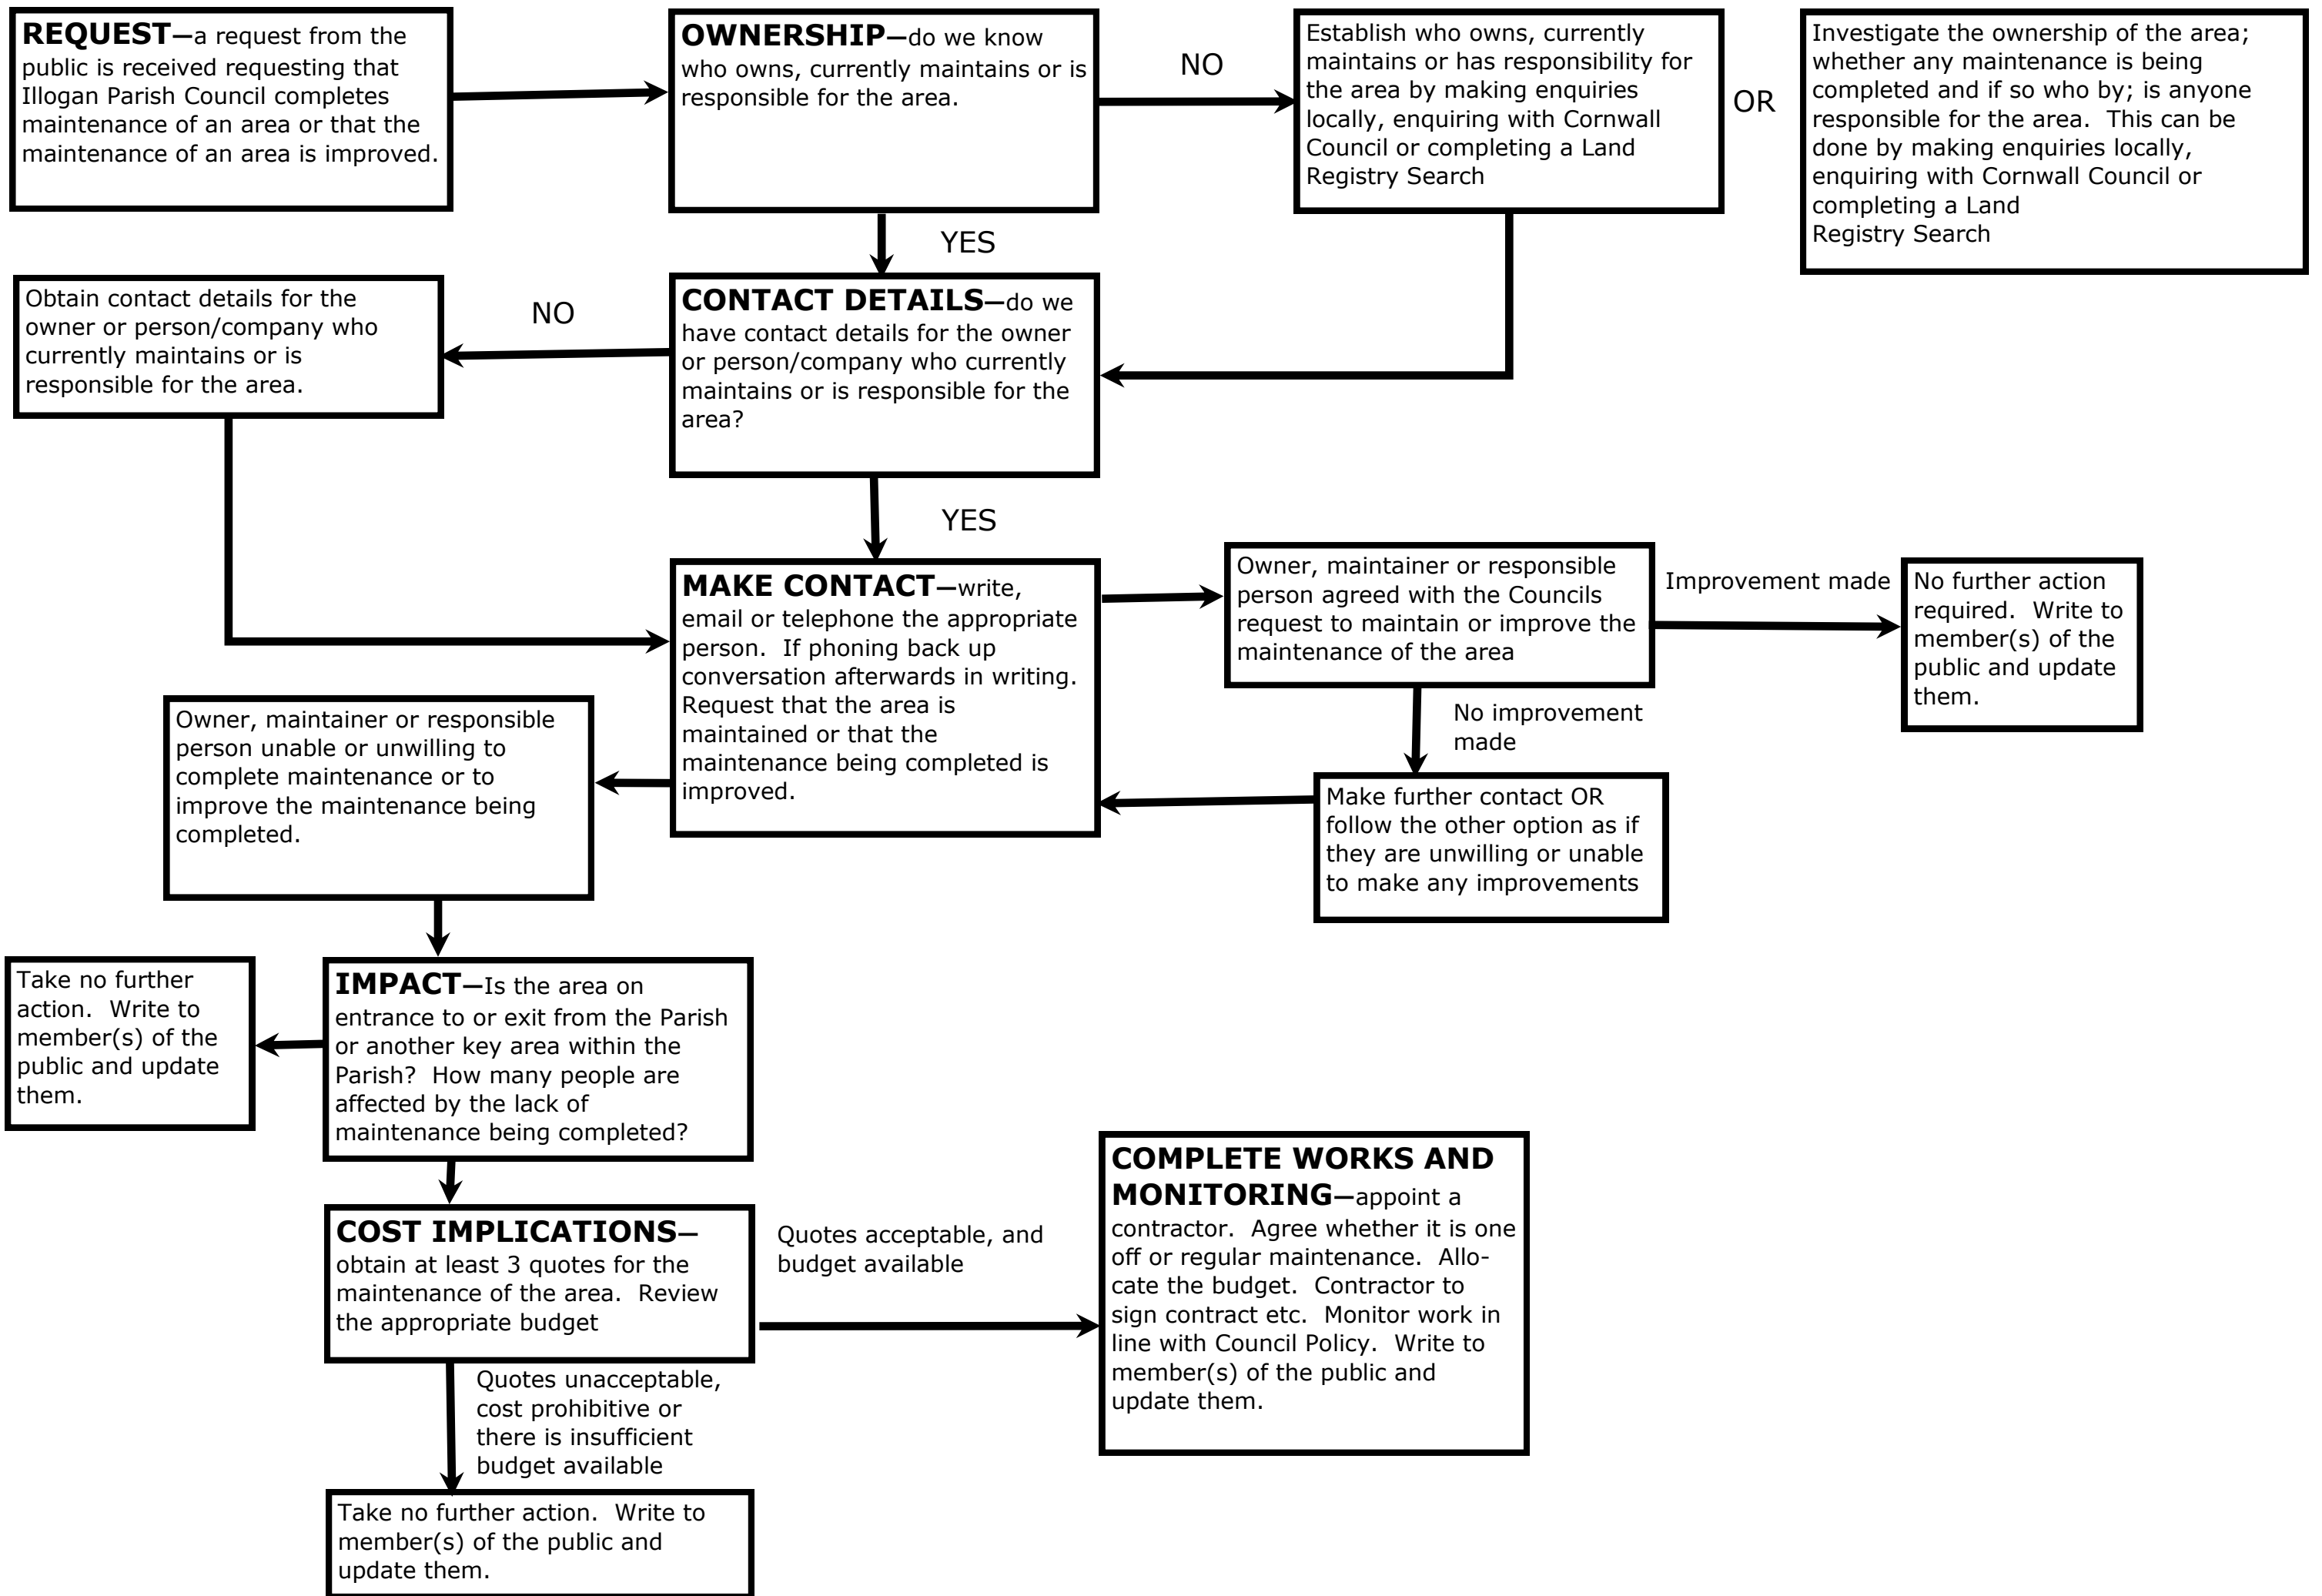 REQUEST—a request from the
public is received requesting that
Illogan Parish Council completes
maintenance of an area or that the
maintenance of an area is improved.
OWNERSHIP—do we know
who owns, currently maintains or is
responsible for the area.
NO
Establish who owns, currently
maintains or has responsibility for
the area by making enquiries
locally, enquiring with Cornwall
Council or completing a Land
Registry Search
OR
Investigate the ownership of the area;
whether any maintenance is being
completed and if so who by; is anyone
responsible for the area.  This can be
done by making enquiries locally,
enquiring with Cornwall Council or
completing a Land
Registry Search
YES
Obtain contact details for the
owner or person/company who
currently maintains or is
responsible for the area.
NO
CONTACT DETAILS—do we
have contact details for the owner
or person/company who currently
maintains or is responsible for the
area?
YES
MAKE CONTACT—write,
email or telephone the appropriate
person.  If phoning back up
conversation afterwards in writing.
Request that the area is
maintained or that the
maintenance being completed is
improved.
Owner, maintainer or responsible
person agreed with the Councils
request to maintain or improve the
maintenance of the area
Improvement made
No further action
required.  Write to
member(s) of the
public and update
them.
No improvement
made
Make further contact OR
follow the other option as if
they are unwilling or unable
to make any improvements
Owner, maintainer or responsible
person unable or unwilling to
complete maintenance or to
improve the maintenance being
completed.
Take no further
action.  Write to
member(s) of the
public and update
them.
IMPACT—Is the area on
entrance to or exit from the Parish
or another key area within the
Parish?  How many people are
affected by the lack of
maintenance being completed?
COST IMPLICATIONS—
obtain at least 3 quotes for the
maintenance of the area.  Review
the appropriate budget
Quotes acceptable, and
budget available
COMPLETE WORKS AND
MONITORING—appoint a
contractor.  Agree whether it is one
off or regular maintenance.  Allo-
cate the budget.  Contractor to
sign contract etc.  Monitor work in
line with Council Policy.  Write to
member(s) of the public and
update them.
Quotes unacceptable,
cost prohibitive or
there is insufficient
budget available
Take no further action.  Write to
member(s) of the public and
update them.